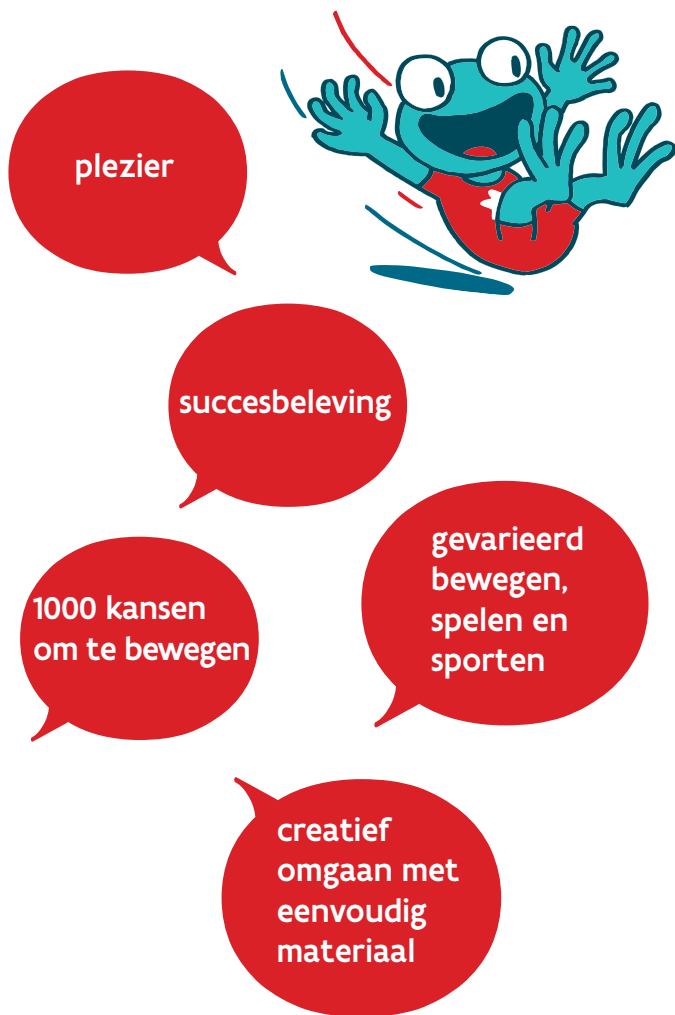 plezier
succesbeleving
gevarieerd
bewegen,
spelen en
sporten
1000 kansen
om te bewegen
creatief
omgaan met
eenvoudig
materiaal